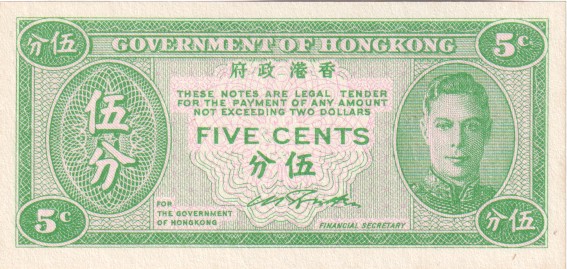 分伍
GOVERNMENT OF HONGKONG
5c.
府政港香
THESE NOTES ARE LEGAL TENDER
FOR THE PAYMENT OF ANY AMOUNT
NOT EXCEEDING TWO DOLLARS
伍分
FIVE CENTS
分伍
5c
FOR
THE GOVERNMENT
OF HONGKONG
FINANCIAL SECRETARY
分伍